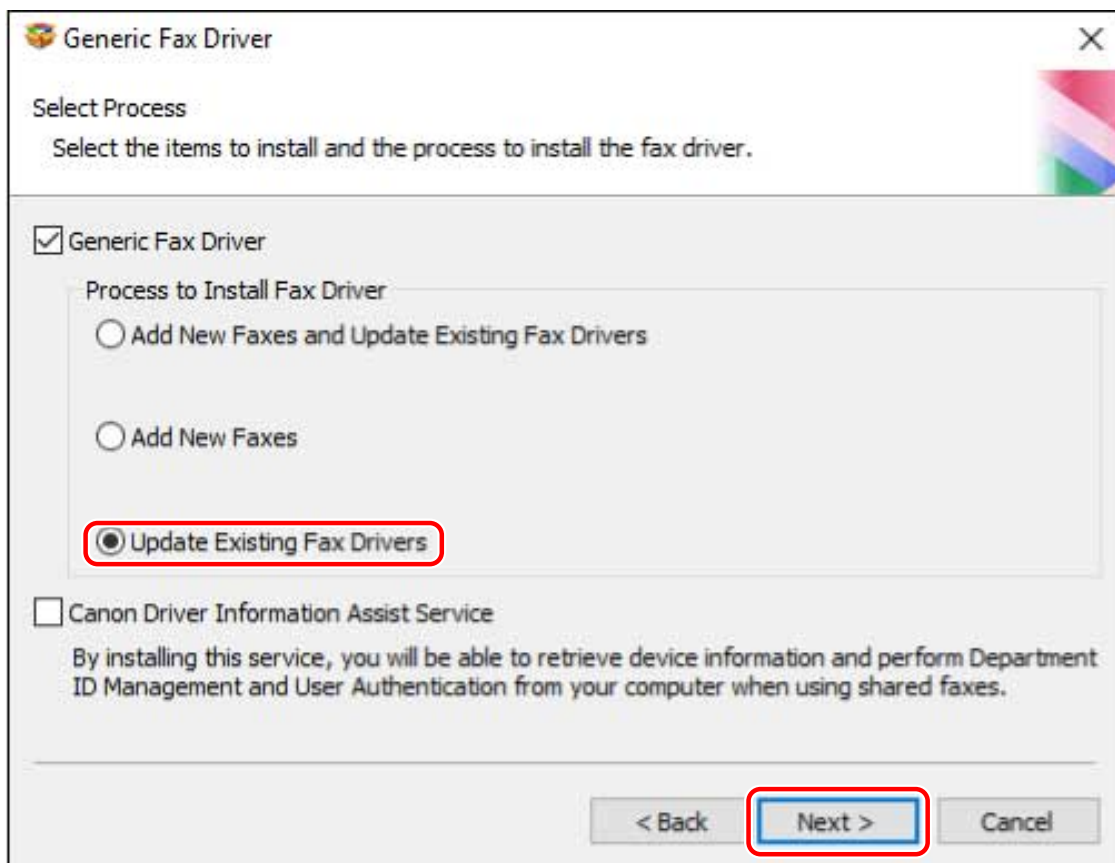 Generic Fax Driver
Select Process
Select the items to install and the process to install the fax driver.
Generic Fax Driver
Process to Install Fax Driver
Add New Faxes and Update Existing Fax Drivers
Add New Faxes
Update Existing Fax Drivers
Canon Driver Information Assist Service
By installing this service, you will be able to retrieve device information and perform Department
ID Management and User Authentication from your computer when using shared faxes.
< Back Next > Cancel